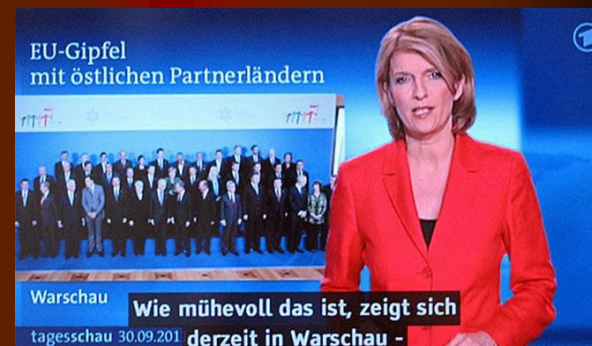 EU-Gipfel
mit östlichen Partnerländern
Warschau
Wie mühevoll das ist, zeigt sich
tagesschau 30.09.201
derzeit in Warschau -